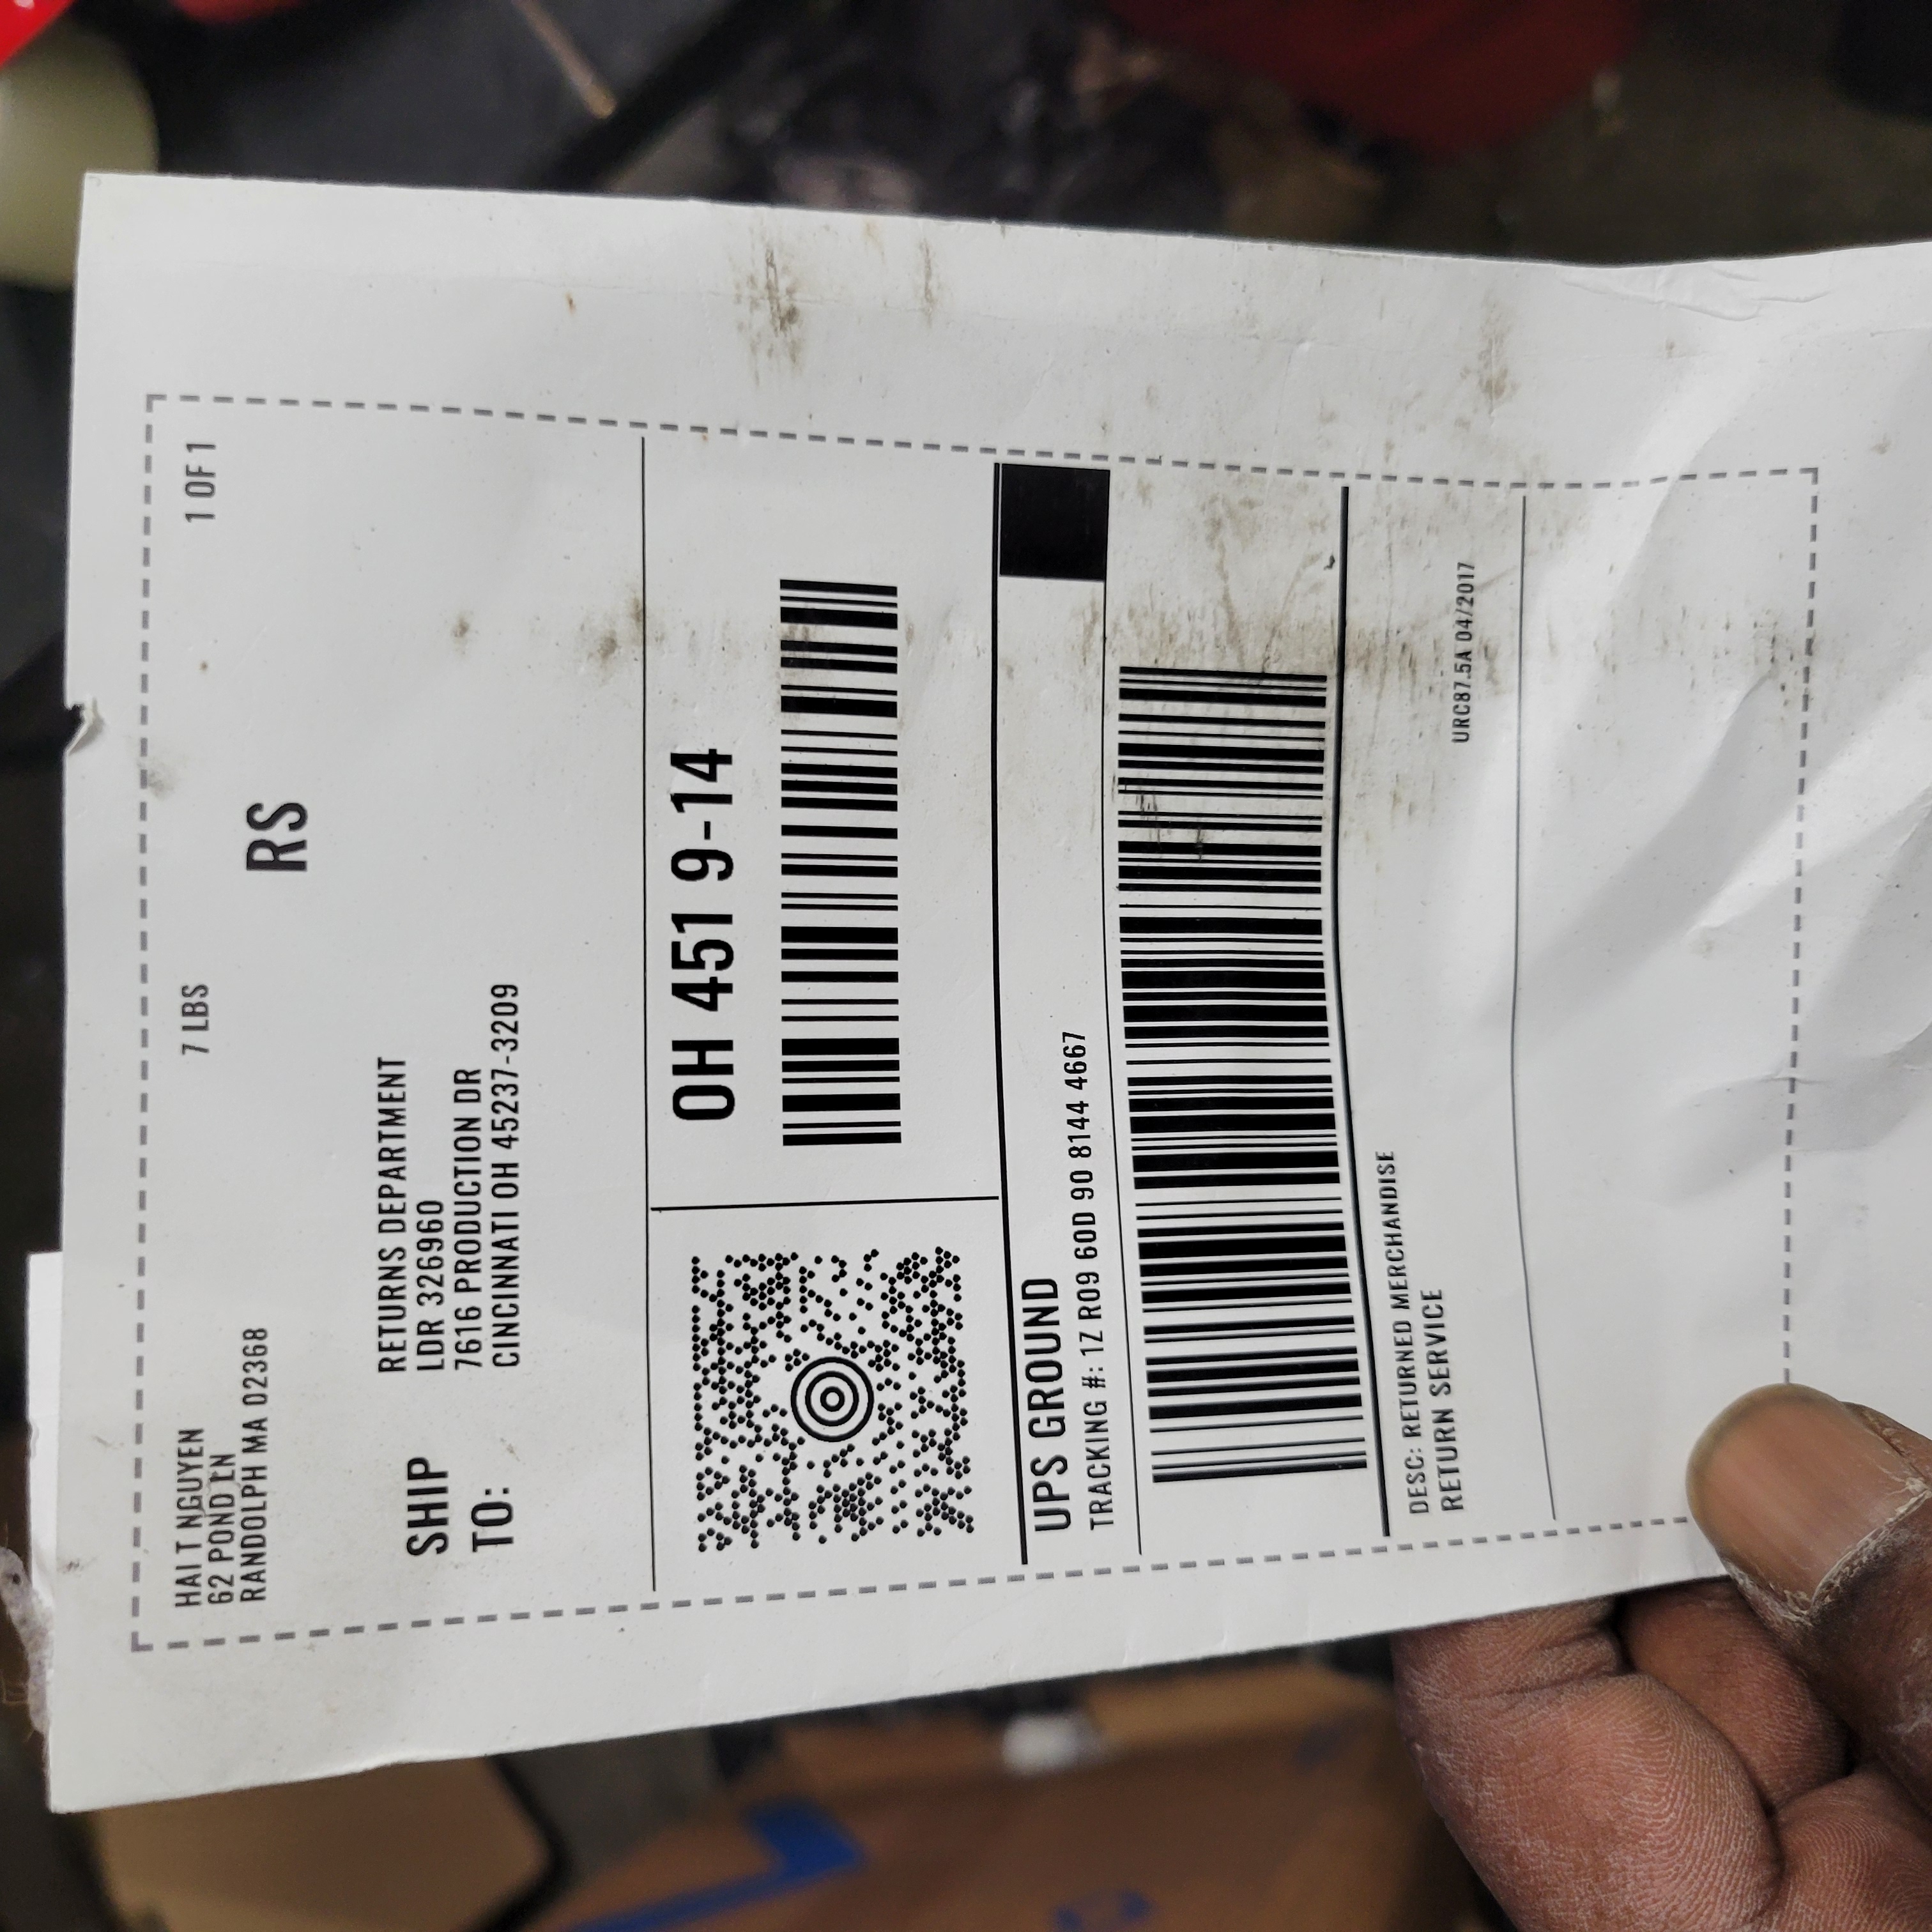 HAI T NGUYEN
62 POND LN
RANDOLPH MA 02368
7 LBS
1 OF 1
RS
SHIP
TO:
RETURNS DEPARTMENT
LDR 326960
7616 PRODUCTION DR
CINCINNATI OH 45237-3209
OH 451 9-14
UPS GROUND
TRACKING #: 1Z R09 60D 90 8144 4667
DESC: RETURNED MERCHANDISE
RETURN SERVICE
URC87.5A 04/2017